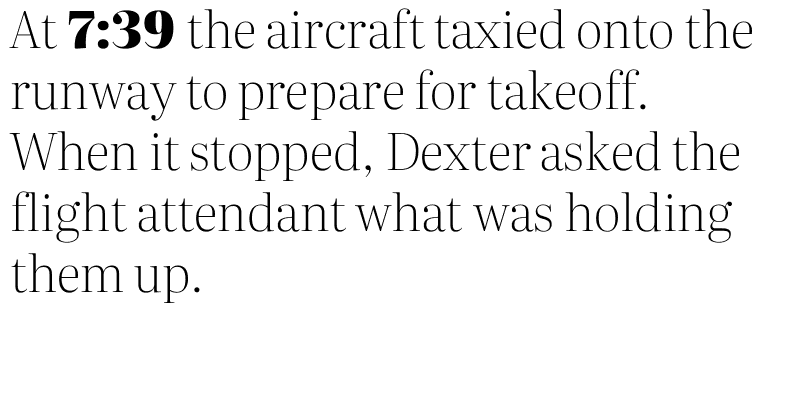 At 7:39 the aircraft taxied onto the
runway to prepare for takeoff.
When it stopped, Dexter asked the
flight attendant what was holding
them up.